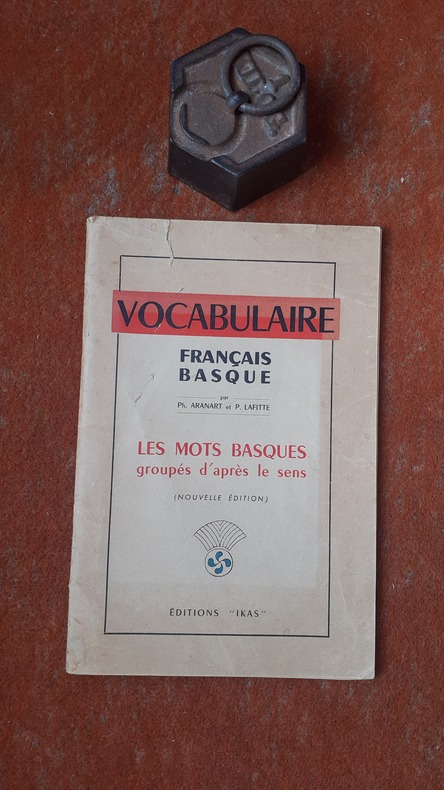 VOCABULAIRE
FRANÇAIS
BASQUE
par
Ph. ARANART et P. LAFITTE
LES MOTS BASQUES
groupés d'après le sens
(NOUVELLE ÉDITION)
ÉDITIONS "IKAS"